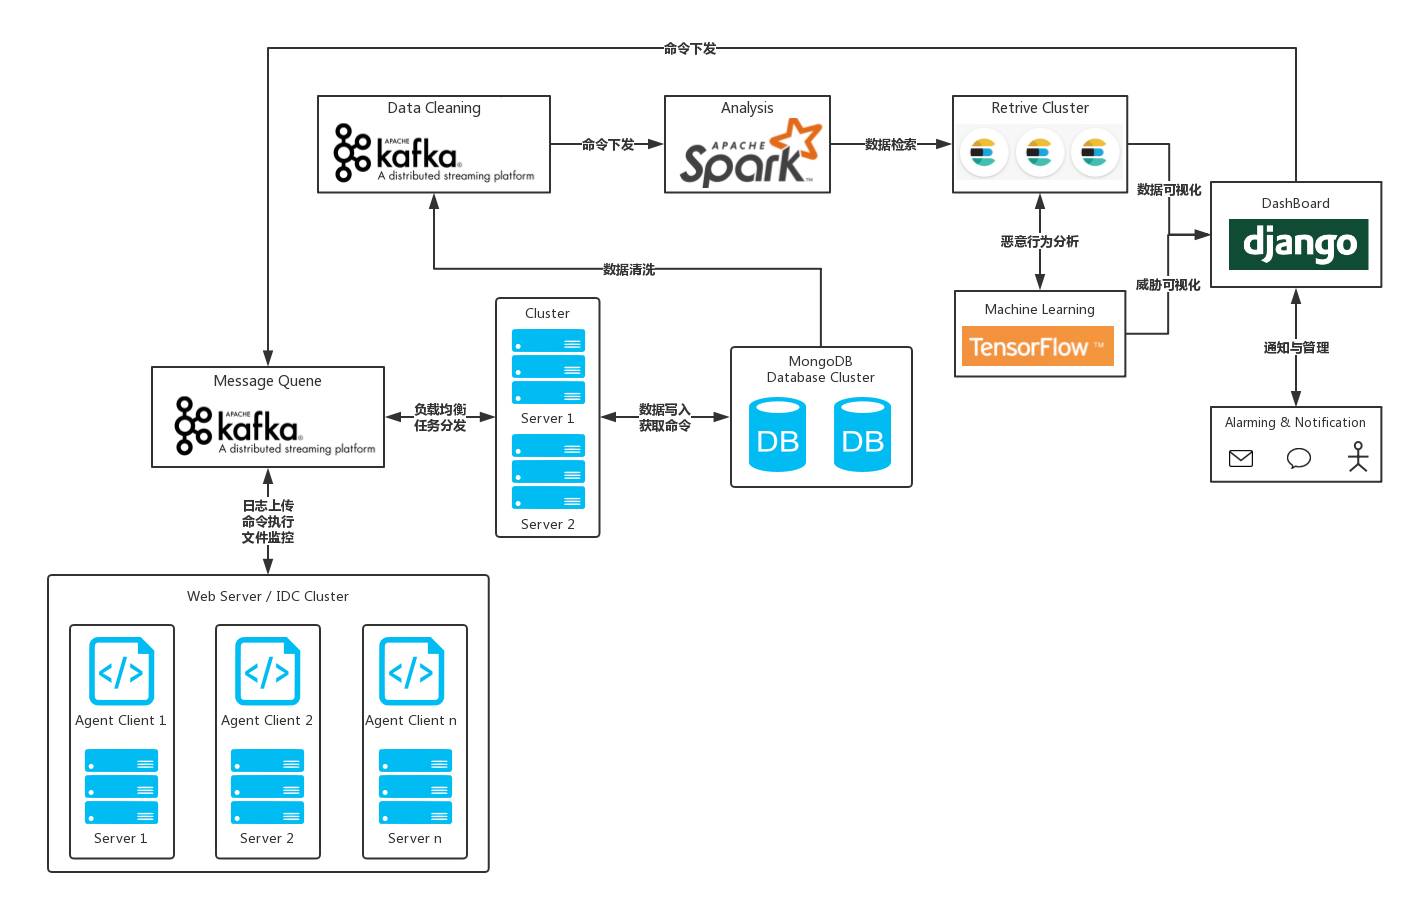 命令下发
Data Cleaning
APACHE
kafka®
A distributed streaming platform
命令下发
Analysis
APACHE
Spark™
数据检索
Retrive Cluster
数据可视化
DashBoard
django
恶意行为分析
威胁可视化
Machine Learning
TensorFlow ™
数据清洗
通知与管理
Alarming & Notification
Message Quene
APACHE
kafka®
A distributed streaming platform
负载均衡
任务分发
Cluster
Server 1
Server 2
数据写入
获取命令
MongoDB
Database Cluster
DB
DB
日志上传
命令执行
文件监控
Web Server / IDC Cluster
</>
Agent Client 1
Server 1
</>
Agent Client 2
Server 2
</>
Agent Client n
Server n